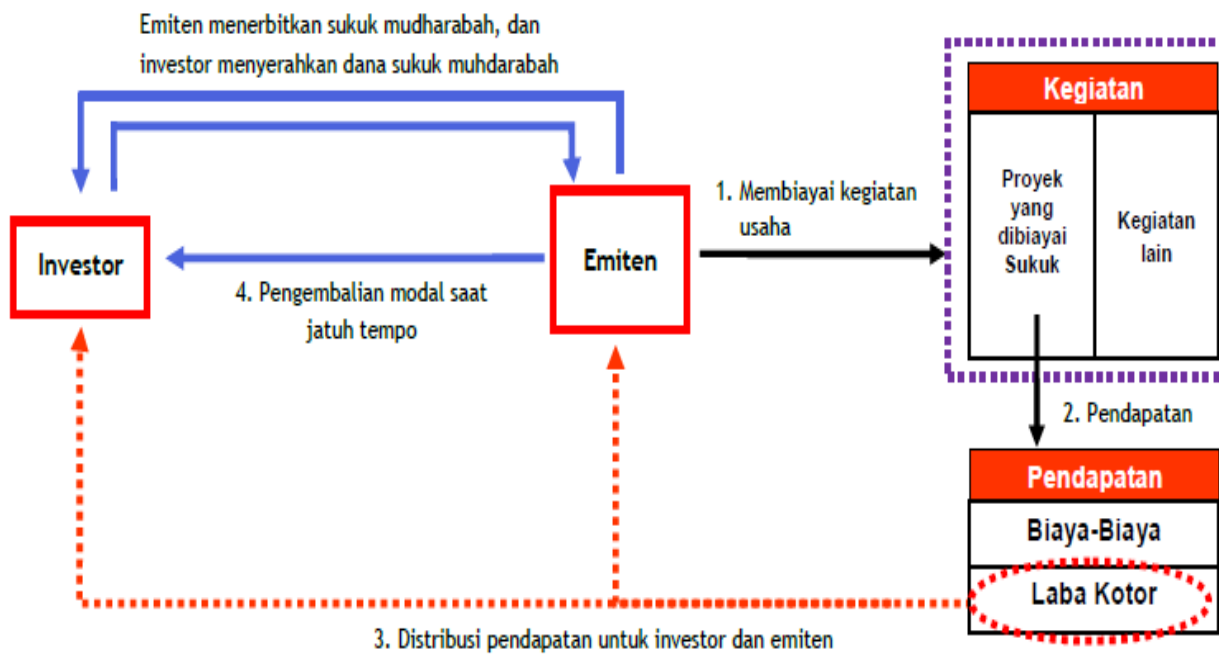 Emiten menerbitkan sukuk mudharabah, dan
investor menyerahkan dana sukuk muhdarabah
Kegiatan
Proyek
yang
dibiayai
Sukuk
Kegiatan
lain
1. Membiayai kegiatan
usaha
Investor
Emiten
4. Pengembalian modal saat
jatuh tempo
2. Pendapatan
Pendapatan
Biaya-Biaya
Laba Kotor
3. Distribusi pendapatan untuk investor dan emiten